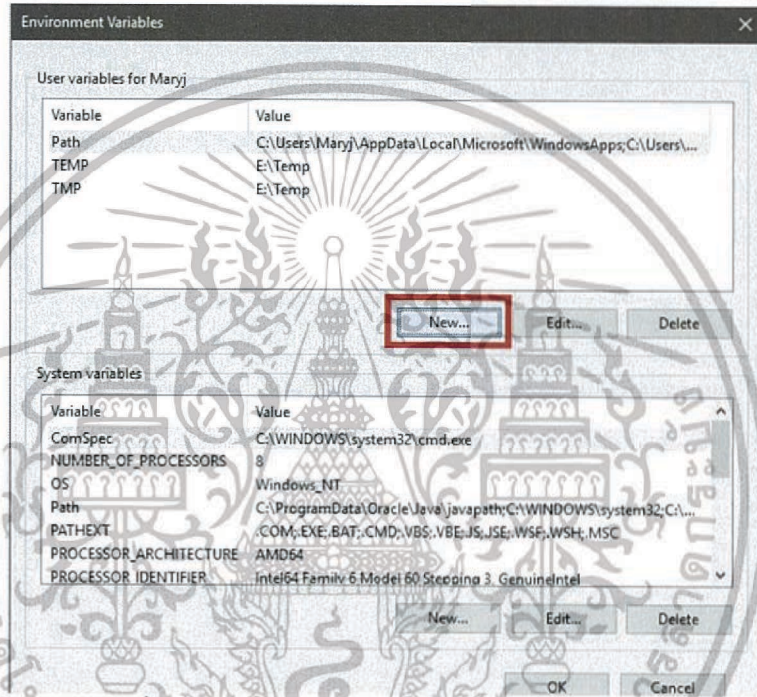 Environment Variables
User variables for Maryj
Variable Value
Path C:\Users\Maryj\AppData\Local\Microsoft\WindowsApps;C:\Users\...
TEMP E:\Temp
TMP E:\Temp
New... Edit... Delete
System variables
Variable Value
ComSpec C:\WINDOWS\system32\cmd.exe
NUMBER_OF_PROCESSORS 8
OS Windows_NT
Path C:\ProgramData\Oracle\Java\javapath;C:\WINDOWS\system32;C:\...
PATHEXT .COM;.EXE;.BAT;.CMD;.VBS;.VBE;.JS;.JSE;.WSF;.WSH;.MSC
PROCESSOR_ARCHITECTURE AMD64
PROCESSOR_IDENTIFIER Intel64 Family 6 Model 60 Stepping 3, GenuineIntel
New... Edit... Delete
OK Cancel